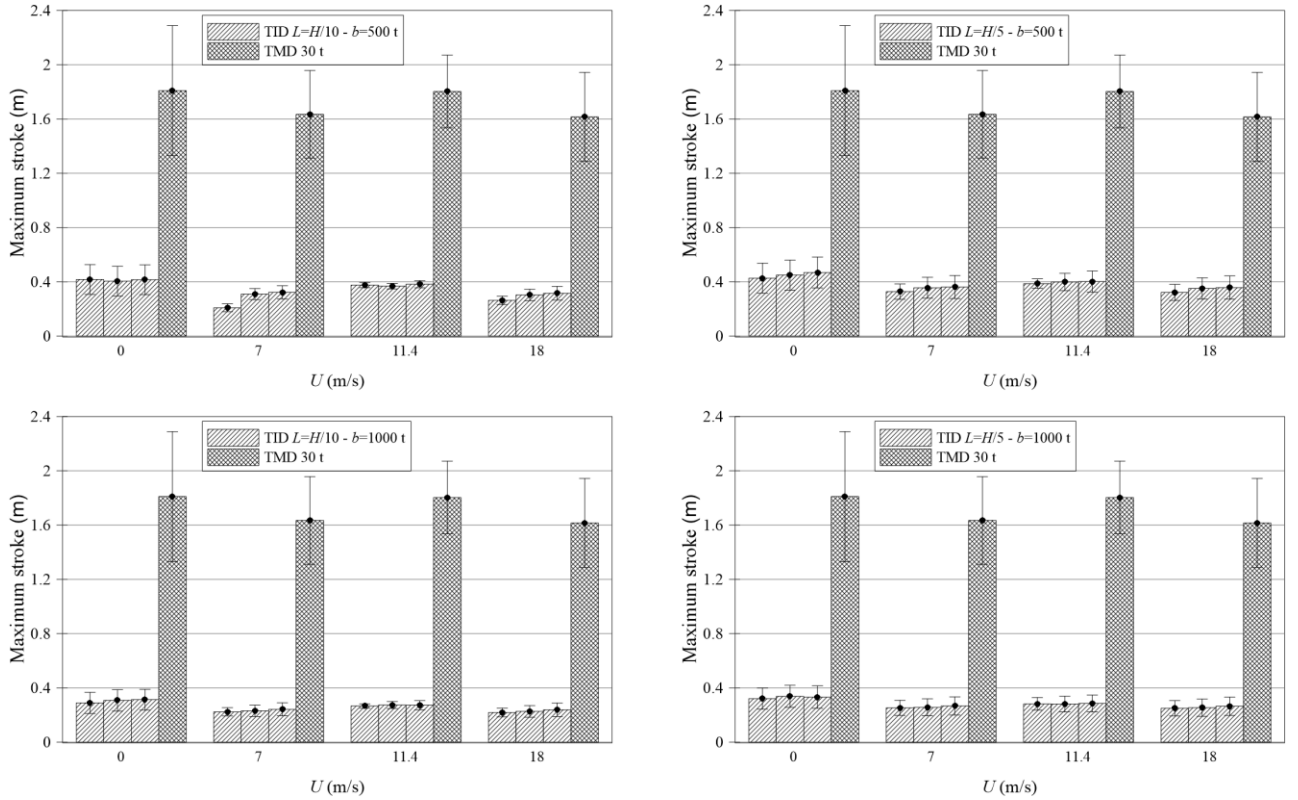 2.4
2
1.6
1.2
0.8
0.4
0
Maximum stroke (m)
TID L=H/10 - b=500 t
TMD 30 t
0 7 11.4 18
U (m/s)
2.4
2
1.6
1.2
0.8
0.4
0
Maximum stroke (m)
TID L=H/5 - b=500 t
TMD 30 t
0 7 11.4 18
U (m/s)
2.4
2
1.6
1.2
0.8
0.4
0
Maximum stroke (m)
TID L=H/10 - b=1000 t
TMD 30 t
0 7 11.4 18
U (m/s)
2.4
2
1.6
1.2
0.8
0.4
0
Maximum stroke (m)
TID L=H/5 - b=1000 t
TMD 30 t
0 7 11.4 18
U (m/s)